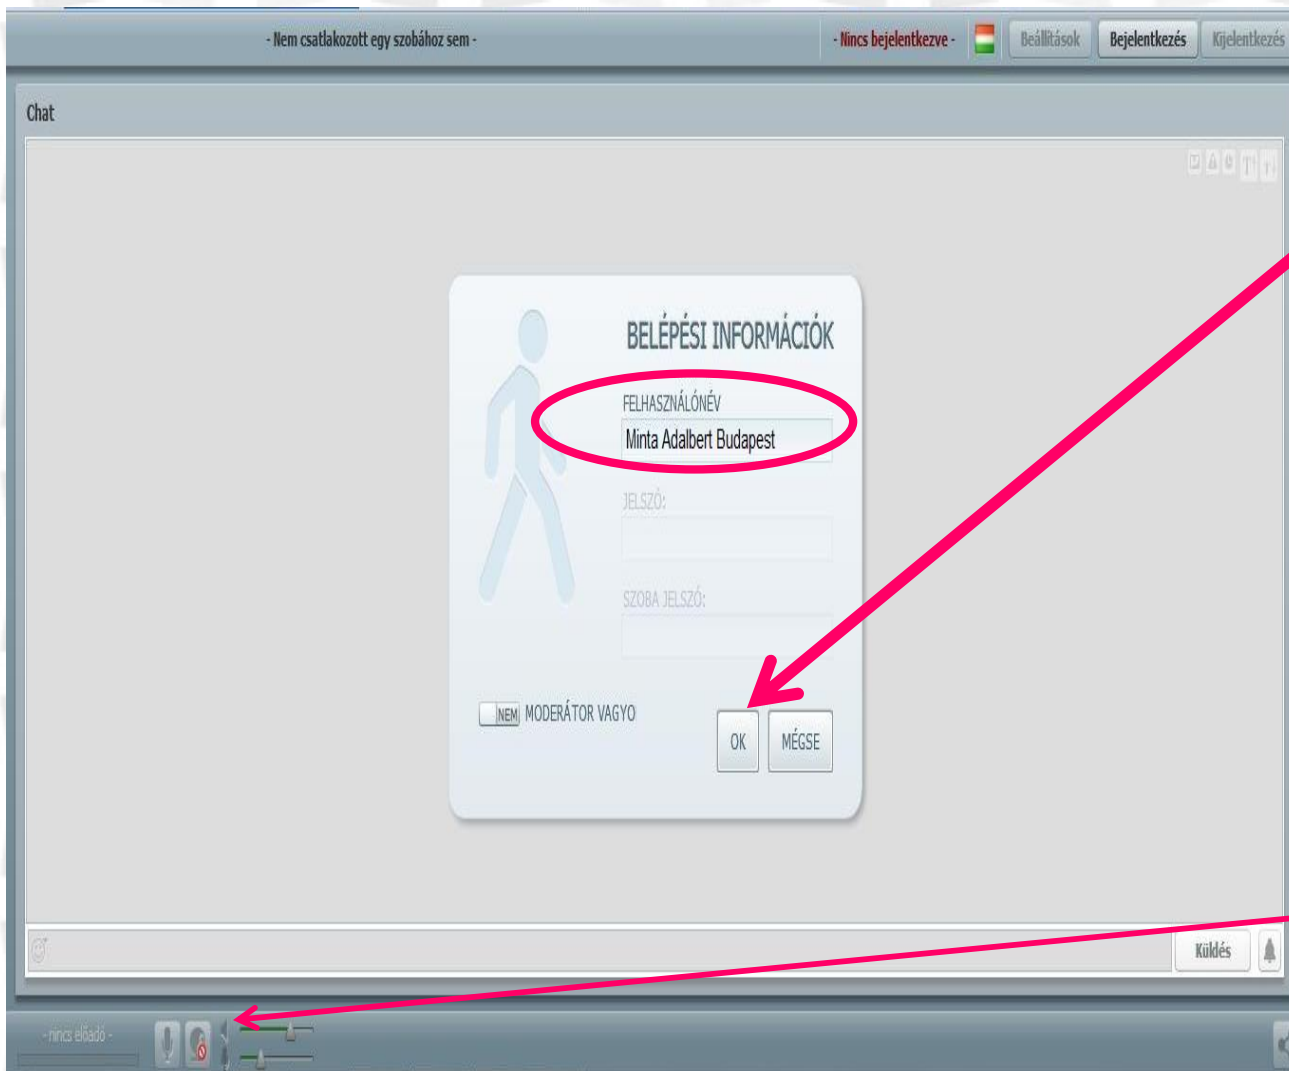 - Nem csatlakozott egy szobához sem - - Nincs bejelentkezve - Beállítások Bejelentkezés Kijelentkezés
Chat
BELÉPÉSI INFORMÁCIÓK
FELHASZNÁLÓNÉV
Minta Adalbert Budapest
JELSZÓ:
SZOBA JELSZÓ:
NEM MODERÁTOR VAGYO
OK MÉGSE
Küldés
- nincs előadó -